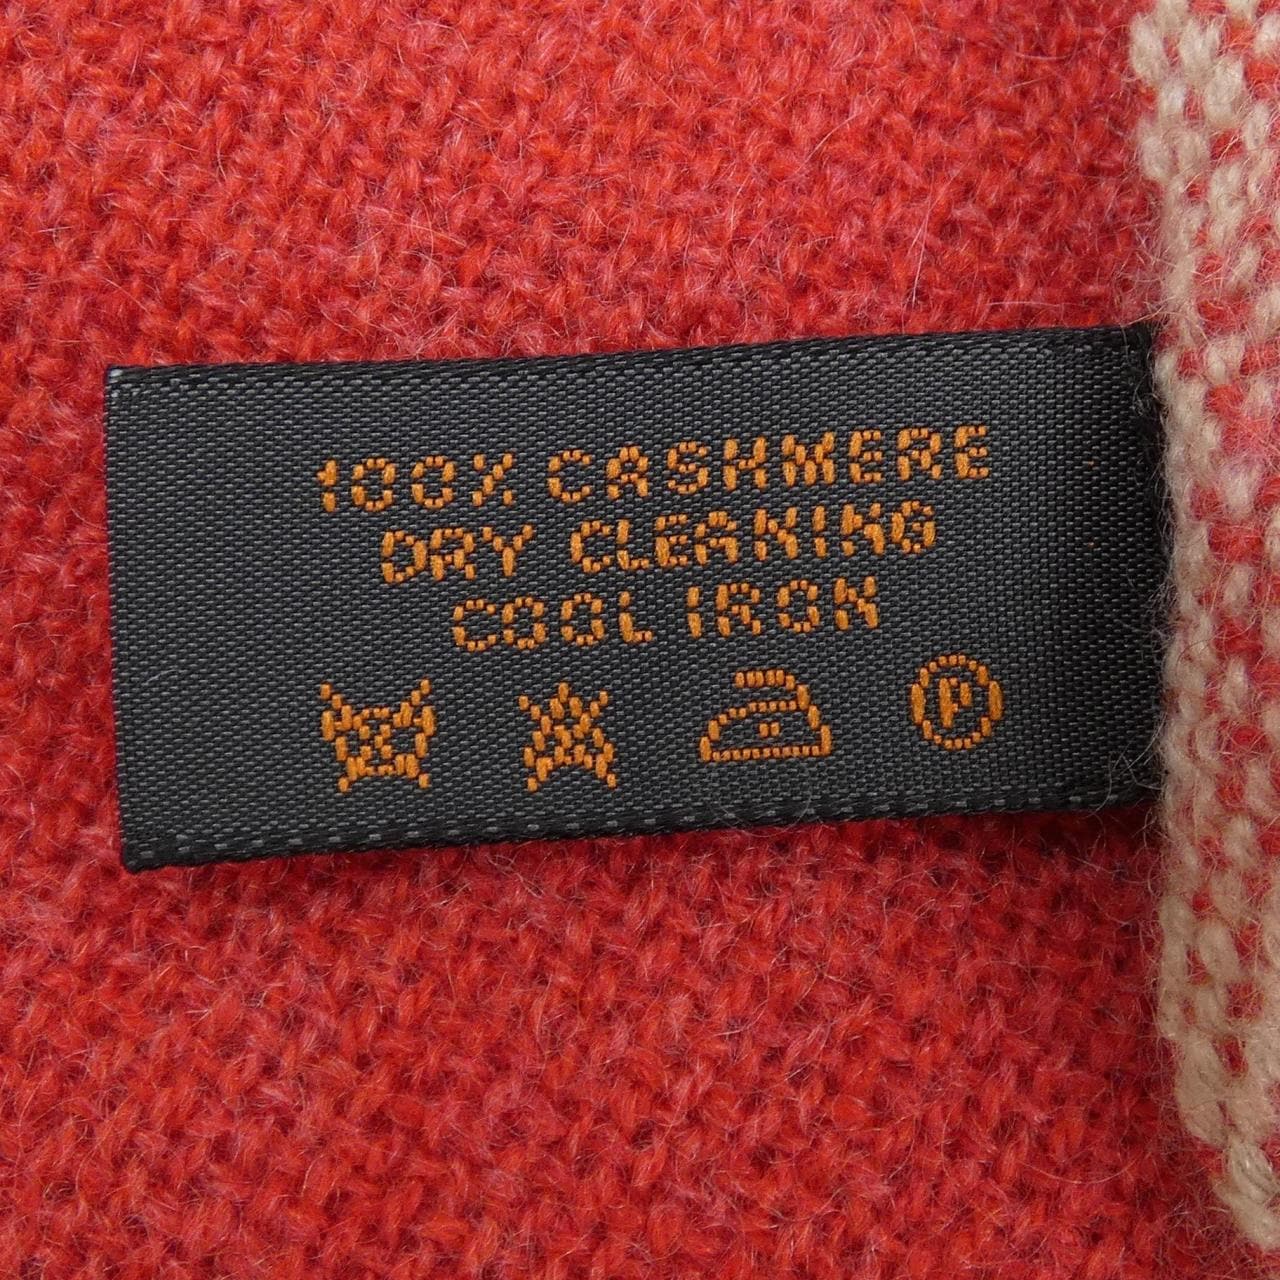 100% CASHMERE
DRY CLEANING
COOL IRON
P